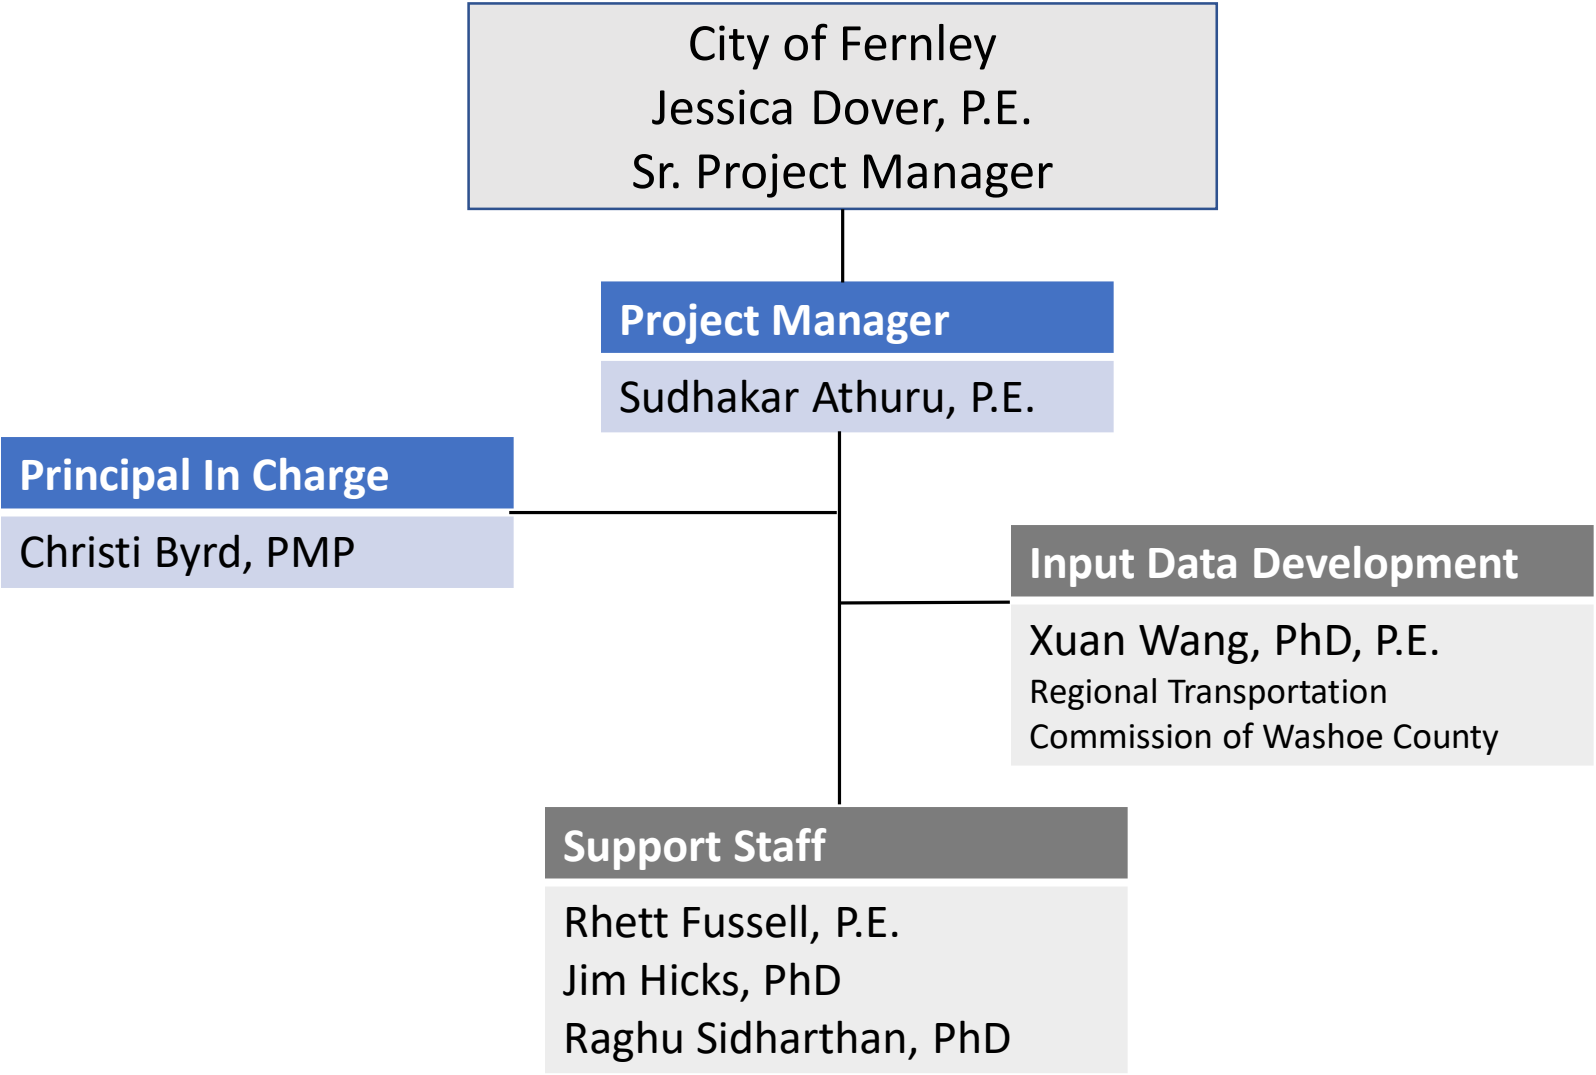 City of Fernley
Jessica Dover, P.E.
Sr. Project Manager
Project Manager
Sudhakar Athuru, P.E.
Principal In Charge
Christi Byrd, PMP
Input Data Development
Xuan Wang, PhD, P.E.
Regional Transportation
Commission of Washoe County
Support Staff
Rhett Fussell, P.E.
Jim Hicks, PhD
Raghu Sidharthan, PhD